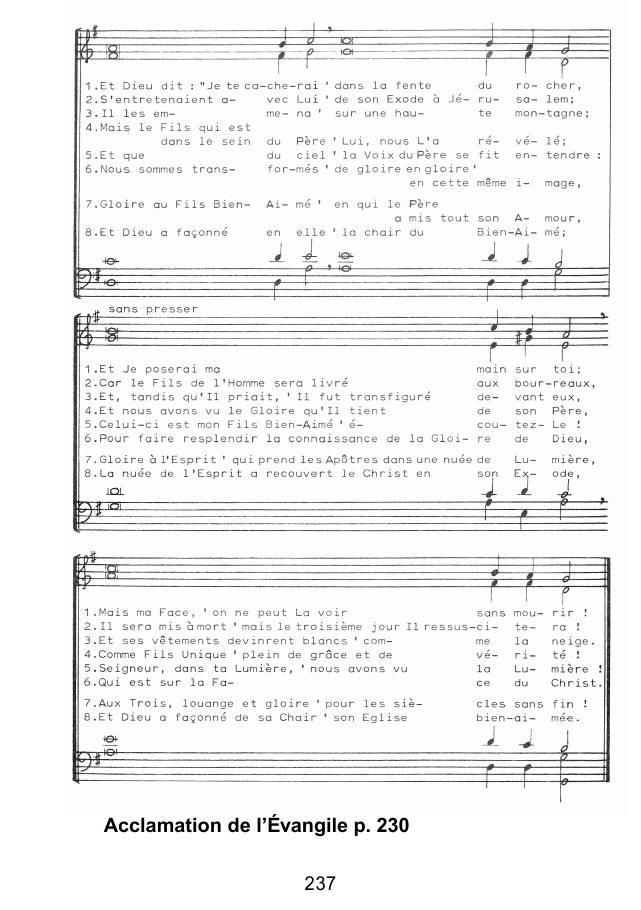 1.Et Dieu dit : "Je te ca-che-rai ' dans la fente du ro- cher,
2.S'entretenaient a- vec Lui ' de son Exode à Jé- ru- sa- lem;
3.Il les em- me- na ' sur une hau- te mon-tagne;
4.Mais le Fils qui est
dans le sein du Père ' Lui, nous L'a ré- vé- lé;
5.Et que du ciel ' la Voix du Père se fit en- tendre :
6.Nous sommes trans- for-més ' de gloire en gloire '
en cette même i- mage,
7.Gloire au Fils Bien- Ai- mé ' en qui le Père
a mis tout son A- mour,
8.Et Dieu a façonné en elle ' la chair du Bien-Ai- mé;
sans presser
1.Et Je poserai ma main sur toi;
2.Car le Fils de l'Homme sera livré aux bour-reaux,
3.Et, tandis qu'Il priait, ' Il fut transfiguré de- vant eux,
4.Et nous avons vu le Gloire qu'Il tient de son Père,
5.Celui-ci est mon Fils Bien-Aimé ' é- cou- tez- Le !
6.Pour faire resplendir la connaissance de la Gloi- re de Dieu,
7.Gloire à l'Esprit ' qui prend les Apôtres dans une nuée de Lu- mière,
8.La nuée de l'Esprit a recouvert le Christ en son Ex- ode,
1.Mais ma Face, ' on ne peut La voir sans mou- rir !
2.Il sera mis à mort ' mais le troisième jour Il ressus-ci- te- ra !
3.Et ses vêtements devinrent blancs ' com- me la neige.
4.Comme Fils Unique ' plein de grâce et de vé- ri- té !
5.Seigneur, dans ta Lumière, ' nous avons vu la Lu- mière !
6.Qui est sur la Fa- ce du Christ.
7.Aux Trois, louange et gloire ' pour les siè- cles sans fin !
8.Et Dieu a façonné de sa Chair ' son Eglise bien-ai- mée.
Acclamation de l'Évangile p. 230
237